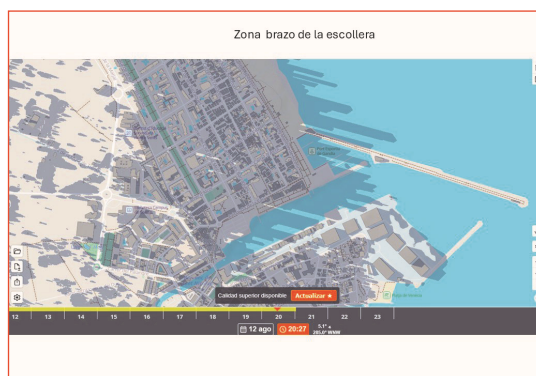 Zona brazo de la escollera
Calidad superior disponible Actualizar ★
12 13 14 15 16 17 18 19 20 21 22 23
12 ago 20:27